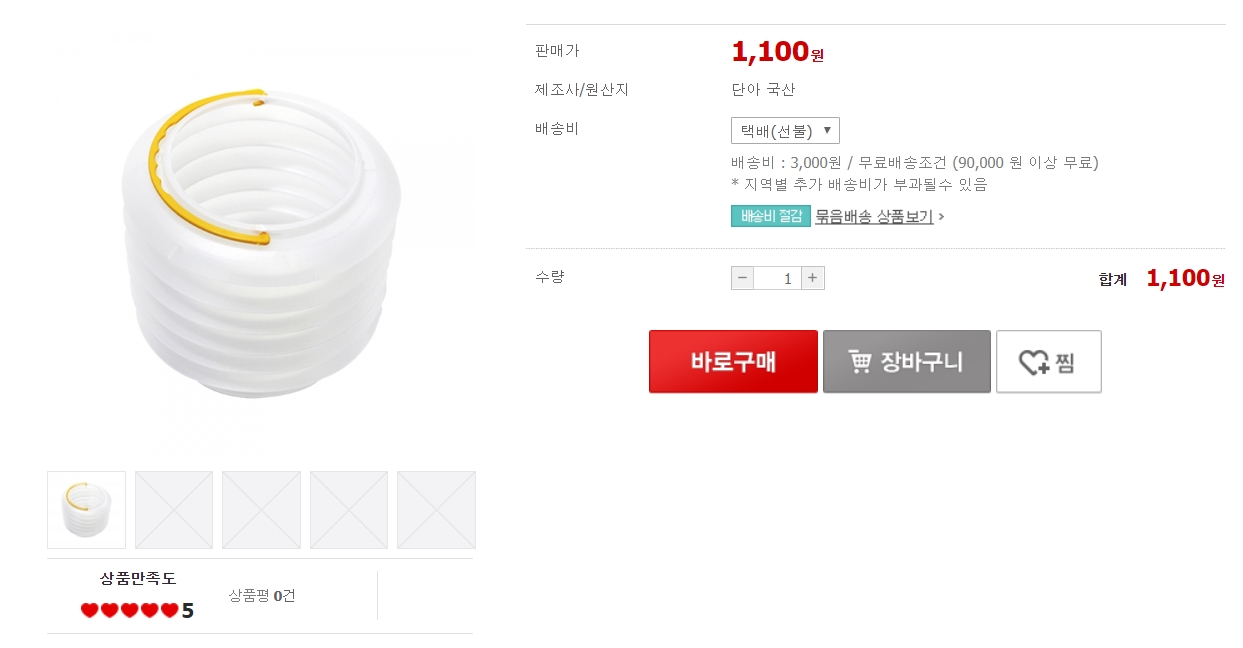 판매가
1,100원
제조사/원산지
단아 국산
배송비
택배(선불) ▼
배송비 : 3,000원 / 무료배송조건 (90,000 원 이상 무료)
* 지역별 추가 배송비가 부과될수 있음
배송비 절감 묶음배송 상품보기 ›
수량
− 1 +
합계 1,100원
바로구매
장바구니
찜
상품만족도
5
상품평 0건